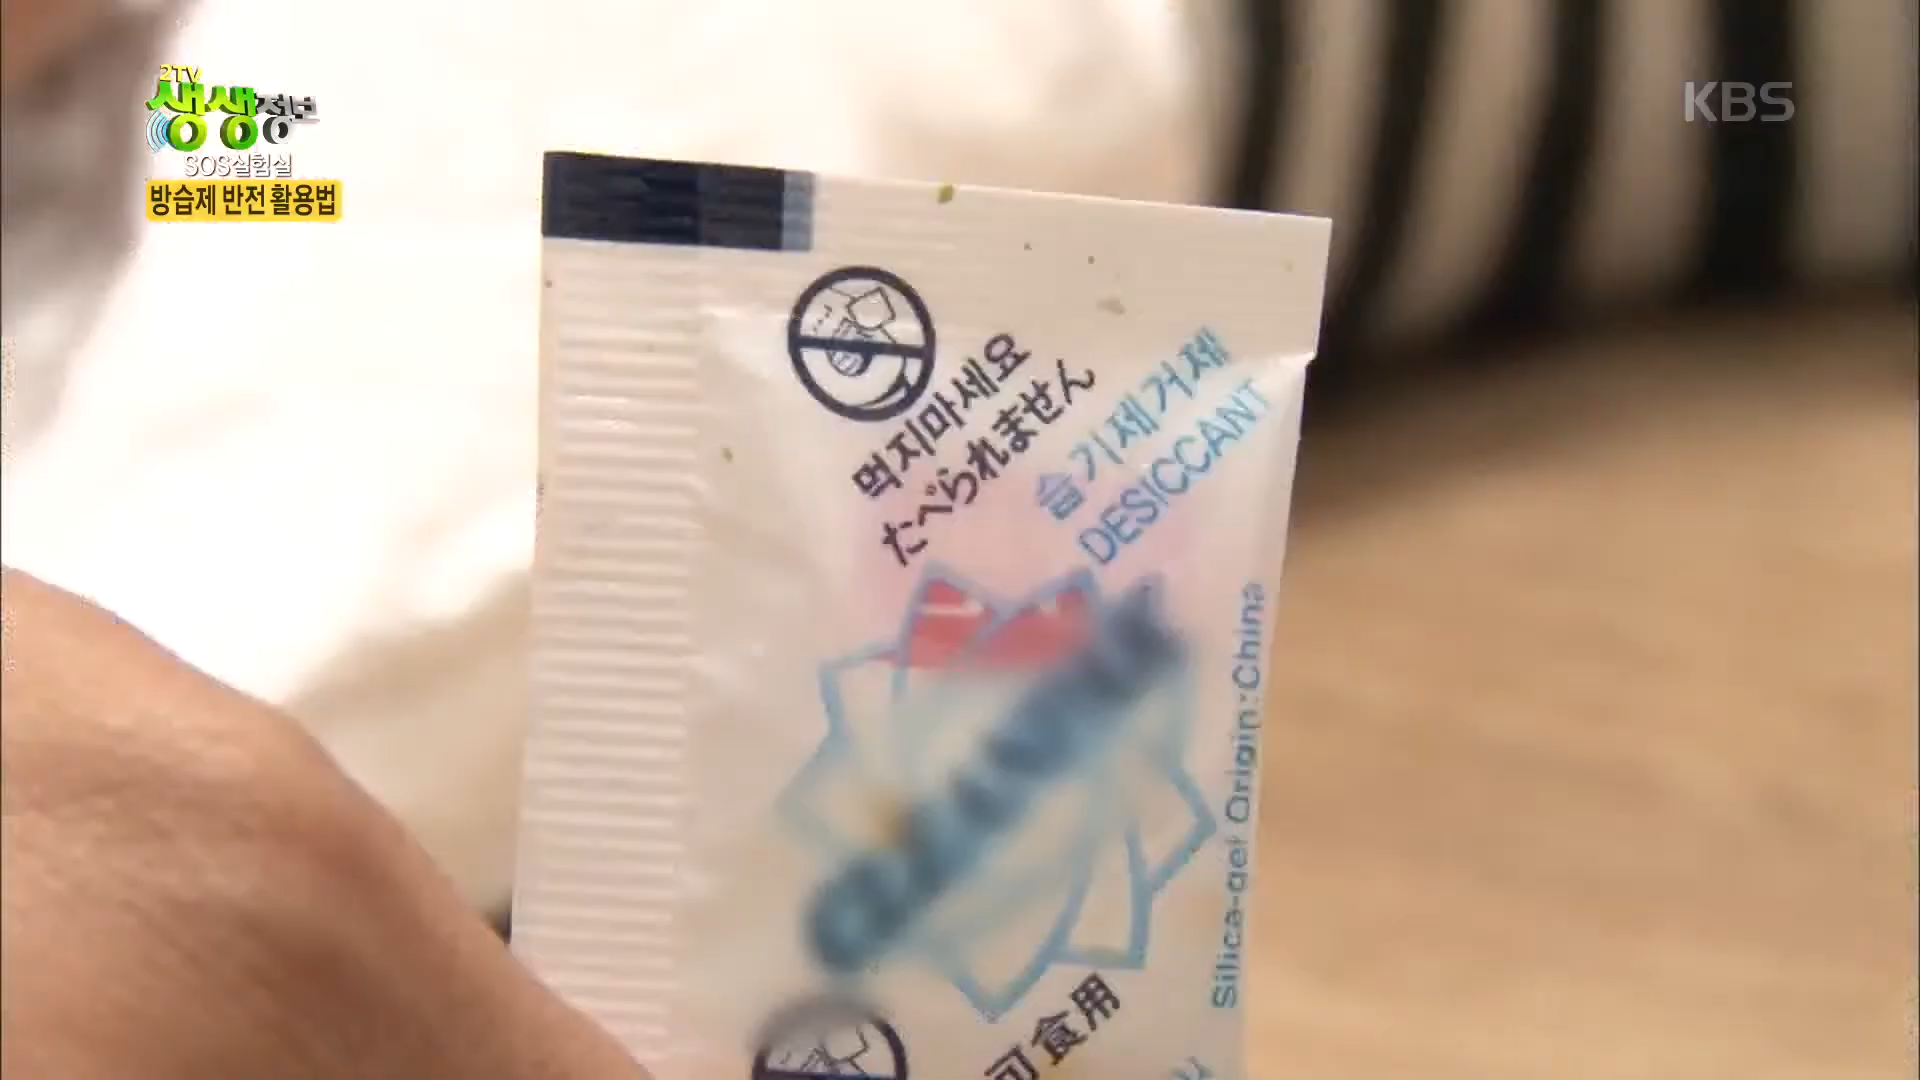 2TV
생생정보
SOS실험실
방습제 반전 활용법
KBS
먹지마세요
たべられません
습기제거제
DESICCANT
Silica-gel Origin:China
可食用